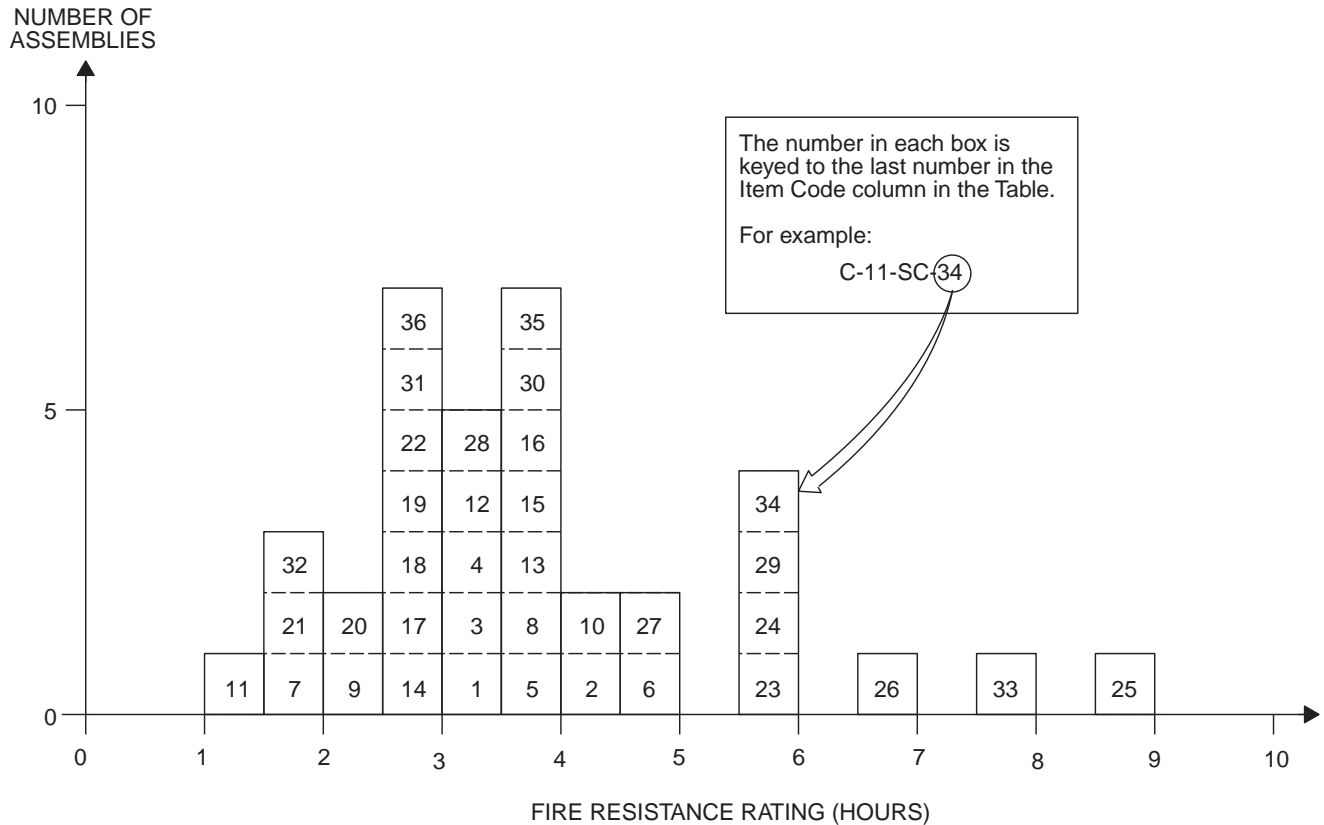 NUMBER OF
ASSEMBLIES
10
The number in each box is
keyed to the last number in the
Item Code column in the Table.
For example:
C-11-SC-34
36 35
31 30
5 22 28 16 34
19 12 15 29
32 18 4 13 24
21 20 17 3 8 10 27 23
11 7 9 14 1 5 2 6 26 33 25
0
0 1 2 3 4 5 6 7 8 9 10
FIRE RESISTANCE RATING (HOURS)